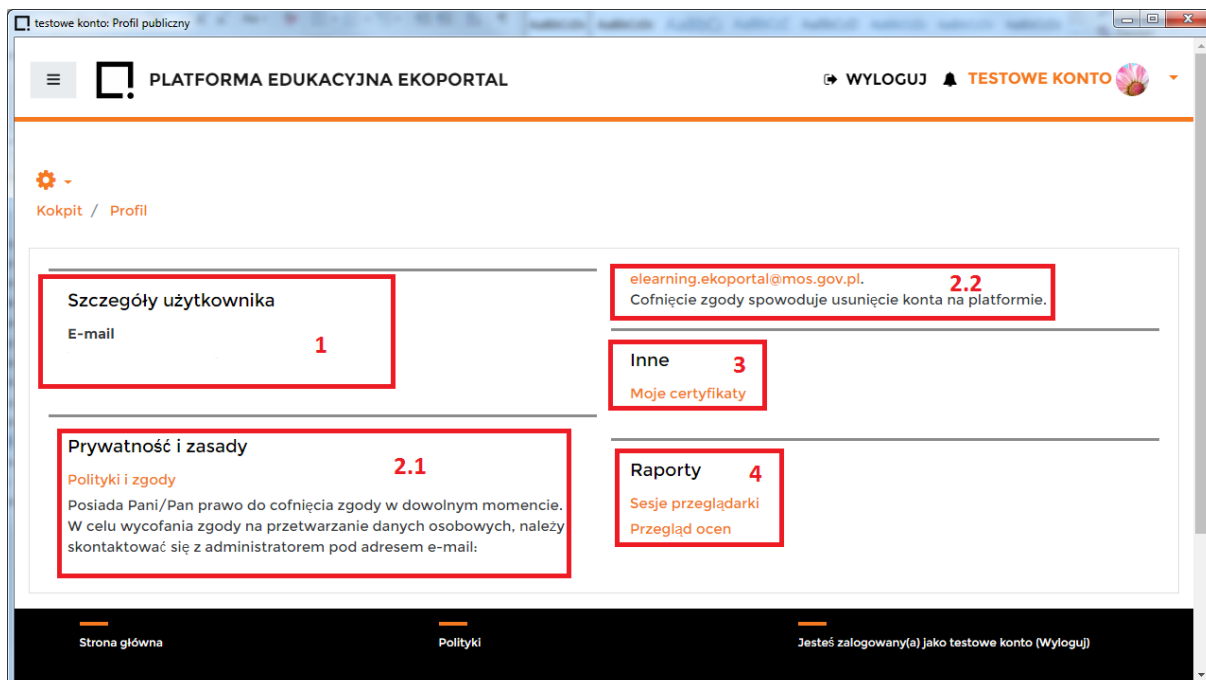 testowe konto: Profil publiczny
PLATFORMA EDUKACYJNA EKOPORTAL
WYLOGUJ
TESTOWE KONTO
Kokpit / Profil
Szczegóły użytkownika
E-mail
1
Prywatność i zasady
2.1
Polityki i zgody
Posiada Pani/Pan prawo do cofnięcia zgody w dowolnym momencie.
W celu wycofania zgody na przetwarzanie danych osobowych, należy
skontaktować się z administratorem pod adresem e-mail:
elearning.ekoportal@mos.gov.pl.
2.2
Cofnięcie zgody spowoduje usunięcie konta na platformie.
Inne
3
Moje certyfikaty
Raporty
4
Sesje przeglądarki
Przegląd ocen
Strona główna
Polityki
Jesteś zalogowany(a) jako testowe konto (Wyloguj)